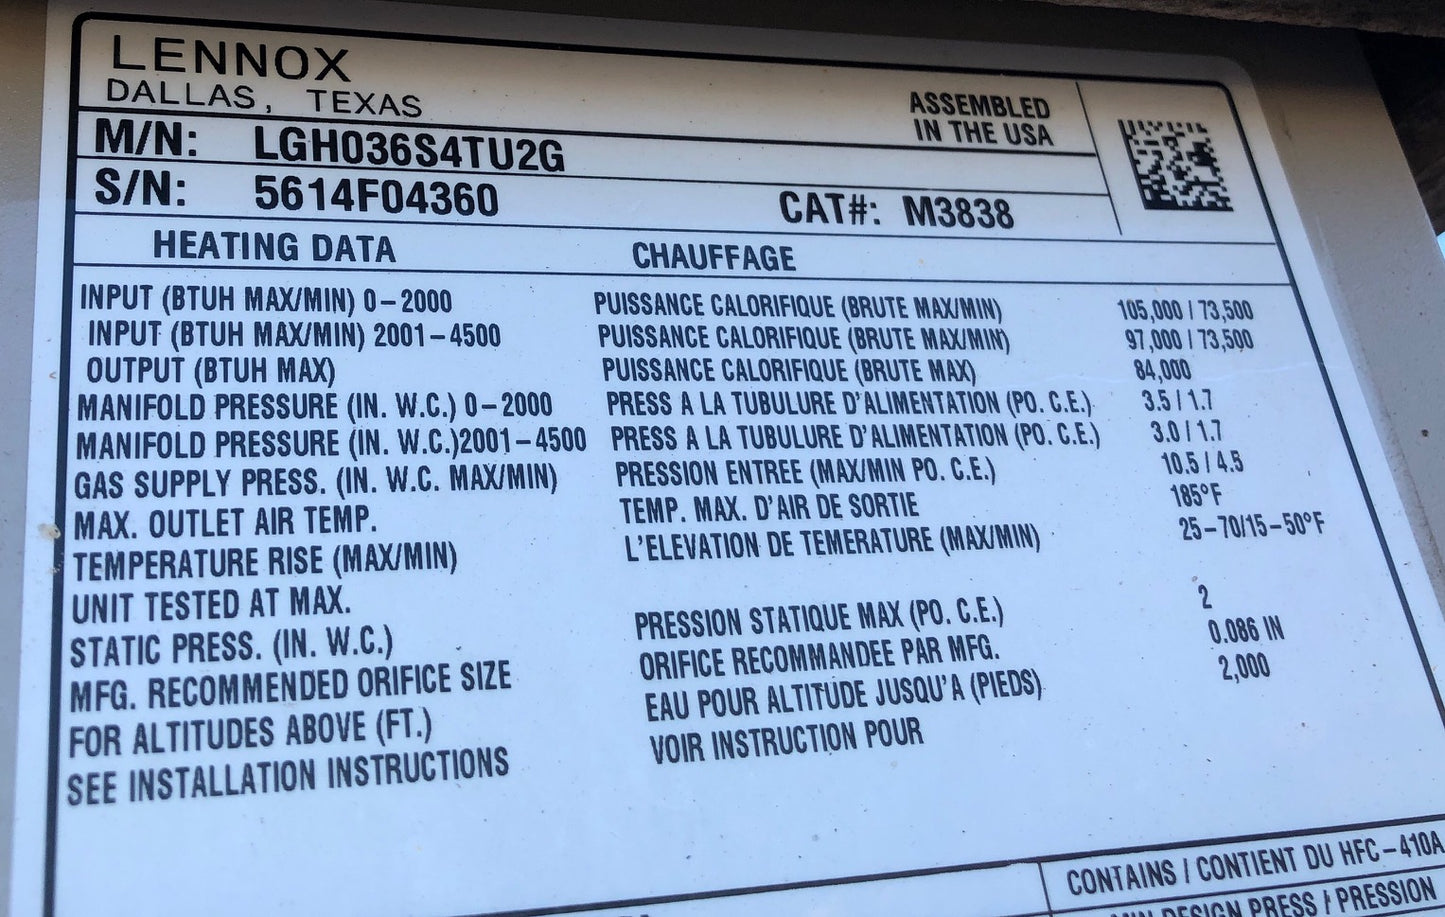 LENNOX
DALLAS, TEXAS
ASSEMBLED
IN THE USA
M/N: LGH036S4TU2G
S/N: 5614F04360 CAT#: M3838
HEATING DATA CHAUFFAGE
INPUT (BTUH MAX/MIN) 0-2000 PUISSANCE CALORIFIQUE (BRUTE MAX/MIN) 105,000 / 73,500
INPUT (BTUH MAX/MIN) 2001-4500 PUISSANCE CALORIFIQUE (BRUTE MAX/MIN) 97,000 / 73,500
OUTPUT (BTUH MAX) PUISSANCE CALORIFIQUE (BRUTE MAX) 84,000
MANIFOLD PRESSURE (IN. W.C.) 0-2000 PRESS A LA TUBULURE D'ALIMENTATION (PO. C.E.) 3.5 / 1.7
MANIFOLD PRESSURE (IN. W.C.)2001-4500 PRESS A LA TUBULURE D'ALIMENTATION (PO. C.E.) 3.0 / 1.7
GAS SUPPLY PRESS. (IN. W.C. MAX/MIN) PRESSION ENTREE (MAX/MIN PO. C.E.) 10.5 / 4.5
MAX. OUTLET AIR TEMP. TEMP. MAX. D'AIR DE SORTIE 185°F
TEMPERATURE RISE (MAX/MIN) L'ELEVATION DE TEMERATURE (MAX/MIN) 25-70/15-50°F
UNIT TESTED AT MAX.
STATIC PRESS. (IN. W.C.) PRESSION STATIQUE MAX (PO. C.E.) 2
MFG. RECOMMENDED ORIFICE SIZE ORIFICE RECOMMANDEE PAR MFG. 0.086 IN
FOR ALTITUDES ABOVE (FT.) EAU POUR ALTITUDE JUSQU'A (PIEDS) 2,000
SEE INSTALLATION INSTRUCTIONS VOIR INSTRUCTION POUR
CONTAINS / CONTIENT DU HFC-410A
DESIGN PRESS / PRESSION